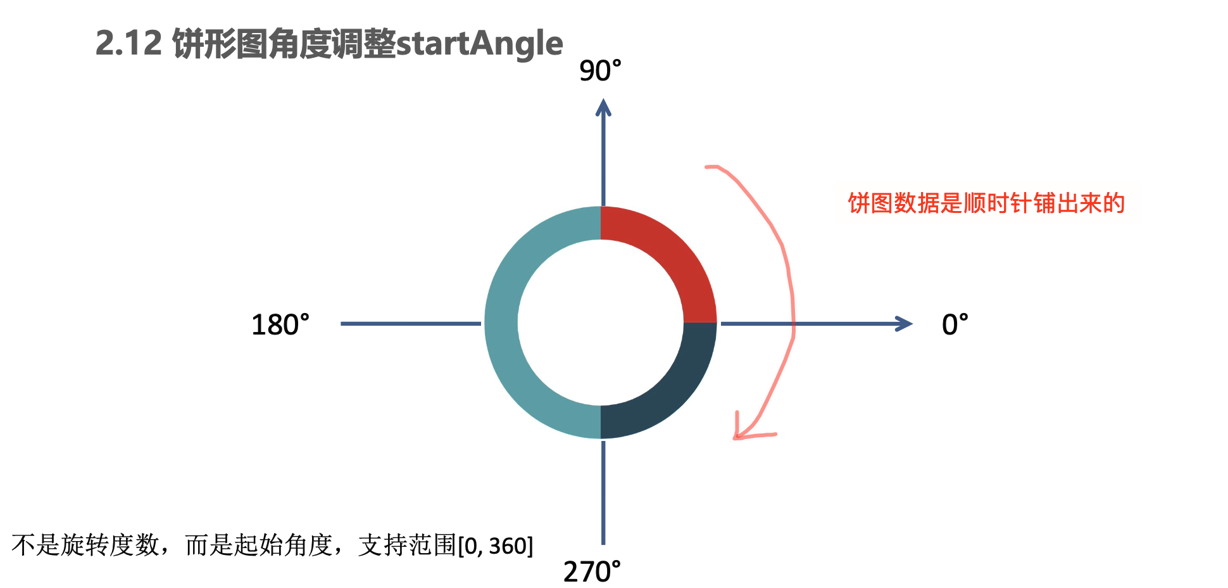 2.12 饼形图角度调整startAngle
90°
饼图数据是顺时针铺出来的
180°
0°
不是旋转度数，而是起始角度，支持范围[0, 360]
270°